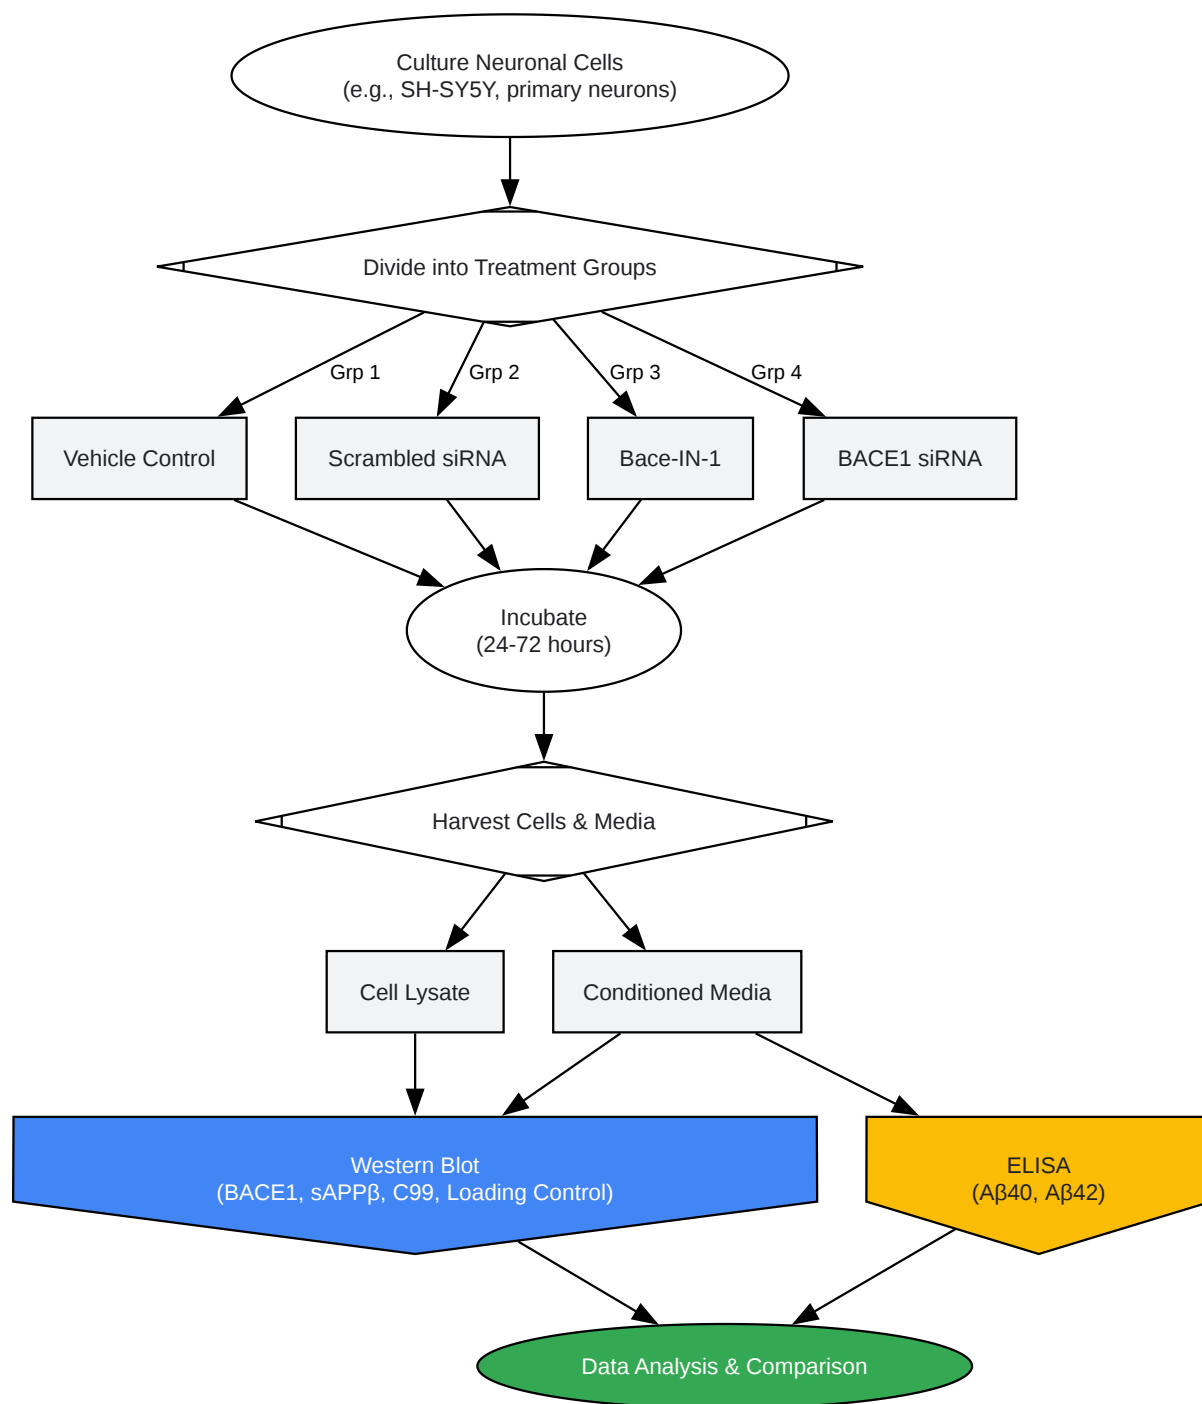 Culture Neuronal Cells
(e.g., SH-SY5Y, primary neurons)
Divide into Treatment Groups
Grp 1
Grp 2
Grp 3
Grp 4
Vehicle Control
Scrambled siRNA
Bace-IN-1
BACE1 siRNA
Incubate
(24-72 hours)
Harvest Cells & Media
Cell Lysate
Conditioned Media
Western Blot
(BACE1, sAPPβ, C99, Loading Control)
ELISA
(Aβ40, Aβ42)
Data Analysis & Comparison